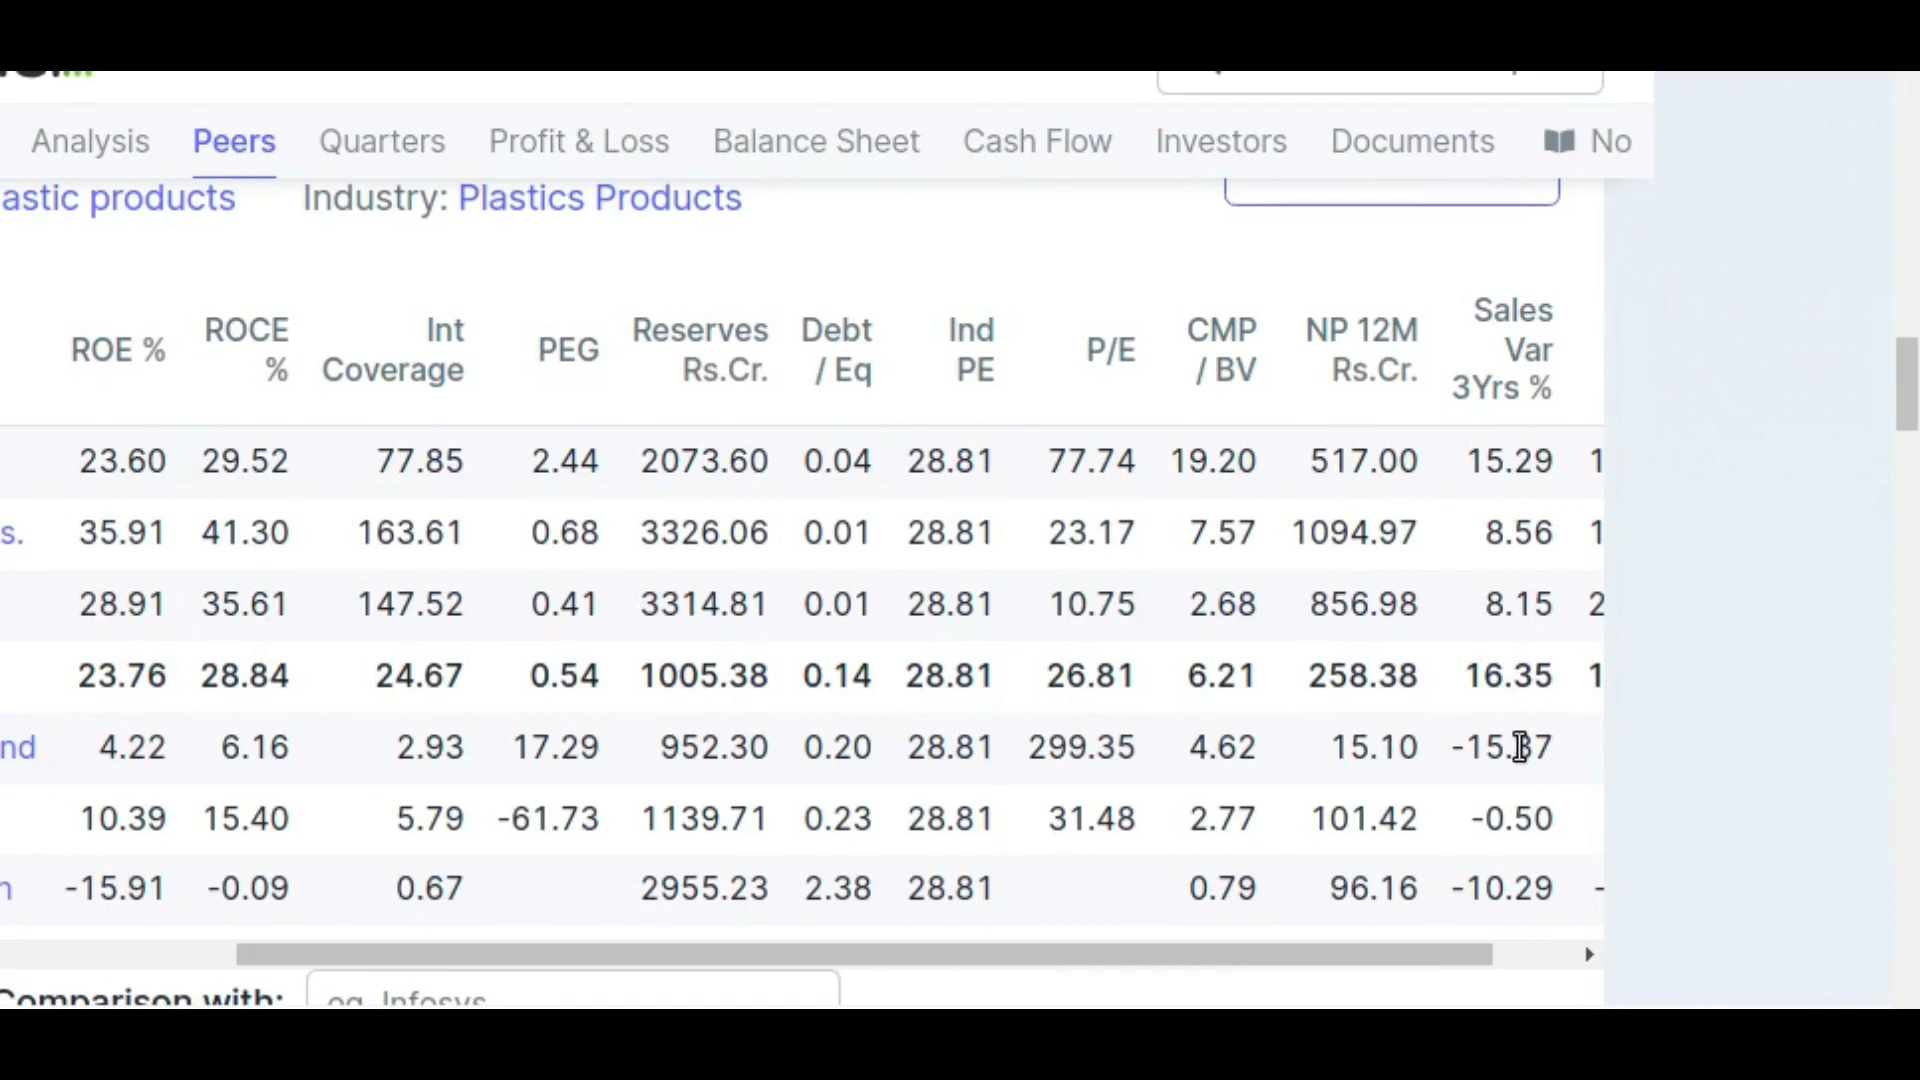 Analysis Peers Quarters Profit & Loss Balance Sheet Cash Flow Investors Documents No
astic products Industry: Plastics Products
ROE % ROCE % Int Coverage PEG Reserves Rs.Cr. Debt / Eq Ind PE P/E CMP / BV NP 12M Rs.Cr. Sales Var 3Yrs %
23.60 29.52 77.85 2.44 2073.60 0.04 28.81 77.74 19.20 517.00 15.29 1
s. 35.91 41.30 163.61 0.68 3326.06 0.01 28.81 23.17 7.57 1094.97 8.56 1
28.91 35.61 147.52 0.41 3314.81 0.01 28.81 10.75 2.68 856.98 8.15 2
23.76 28.84 24.67 0.54 1005.38 0.14 28.81 26.81 6.21 258.38 16.35 1
nd 4.22 6.16 2.93 17.29 952.30 0.20 28.81 299.35 4.62 15.10
10.39 15.40 5.79 -61.73 1139.71 0.23 28.81 31.48 2.77 101.42 -0.50
n -15.91 -0.09 0.67 2955.23 2.38 28.81 0.79 96.16 -10.29 -
Comparison with: eg. Infosys